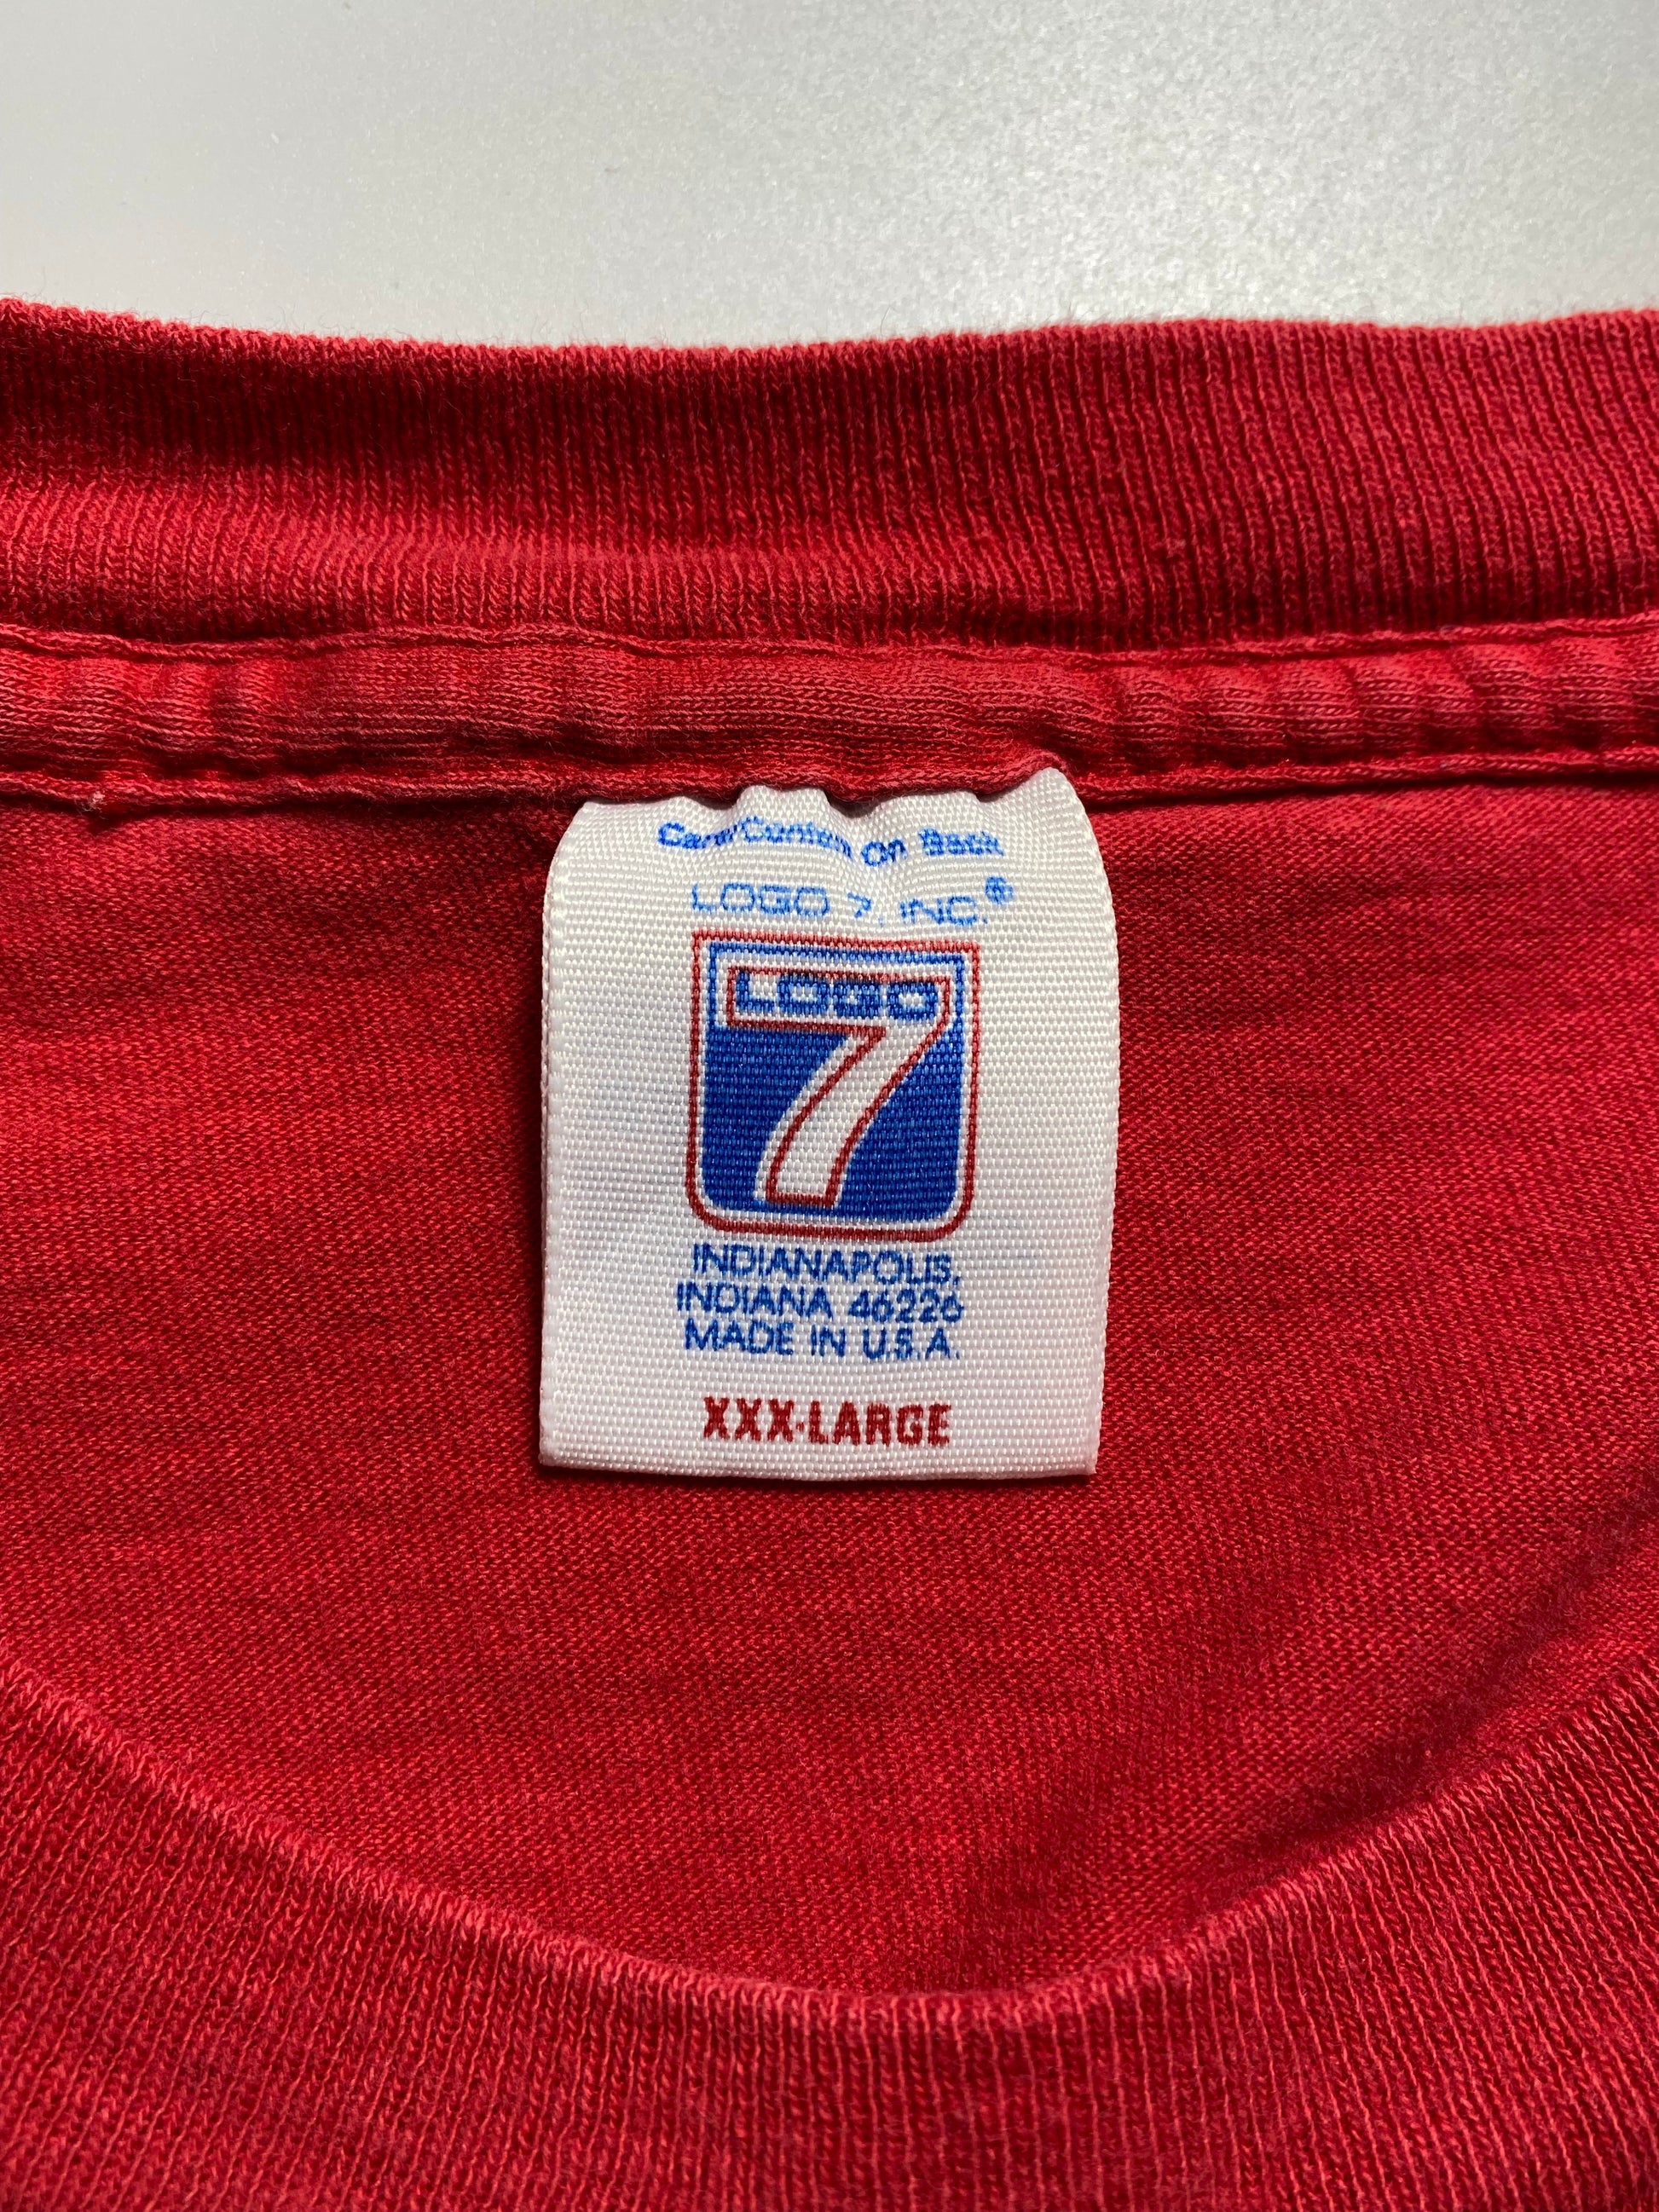 Care/Content On Back
LOGO 7, INC.®
LOGO
7
INDIANAPOLIS,
INDIANA 46226
MADE IN U.S.A.
XXX-LARGE